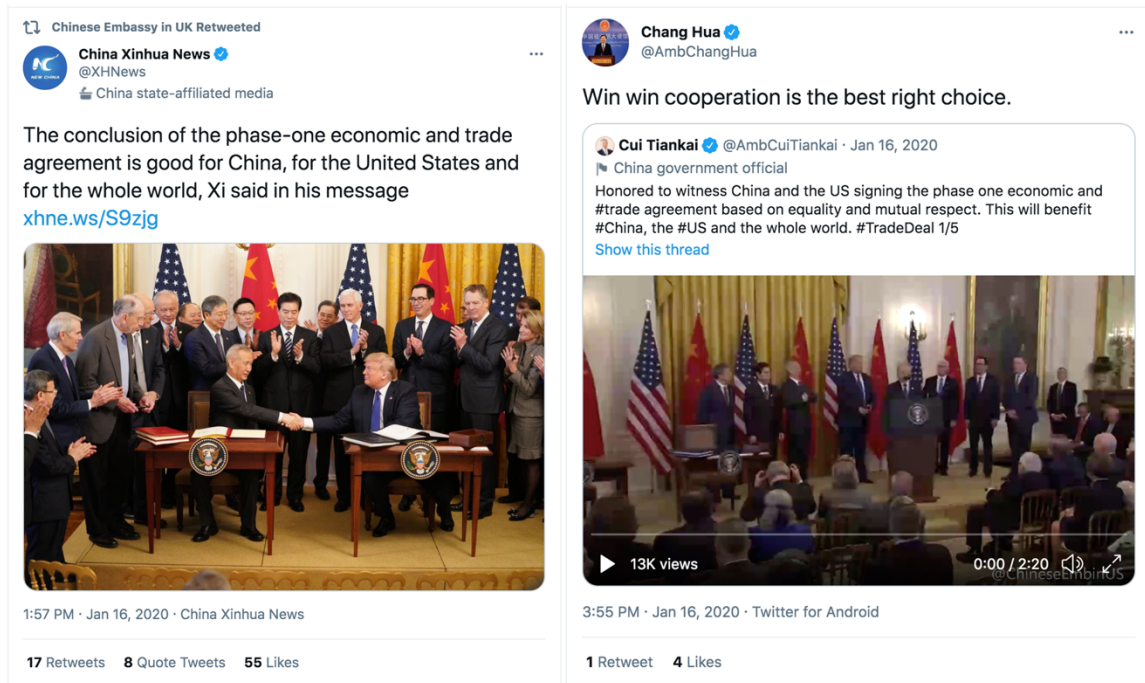 Chinese Embassy in UK Retweeted
China Xinhua News
@XHNews
China state-affiliated media
The conclusion of the phase-one economic and trade
agreement is good for China, for the United States and
for the whole world, Xi said in his message
xhne.ws/S9zjg
1:57 PM · Jan 16, 2020 · China Xinhua News
17 Retweets 8 Quote Tweets 55 Likes
Chang Hua
@AmbChangHua
Win win cooperation is the best right choice.
Cui Tiankai @AmbCuiTiankai · Jan 16, 2020
China government official
Honored to witness China and the US signing the phase one economic and
#trade agreement based on equality and mutual respect. This will benefit
#China, the #US and the whole world. #TradeDeal 1/5
Show this thread
13K views
0:00 / 2:20
@ChineseEmbinUS
3:55 PM · Jan 16, 2020 · Twitter for Android
1 Retweet 4 Likes
NEW CHINA